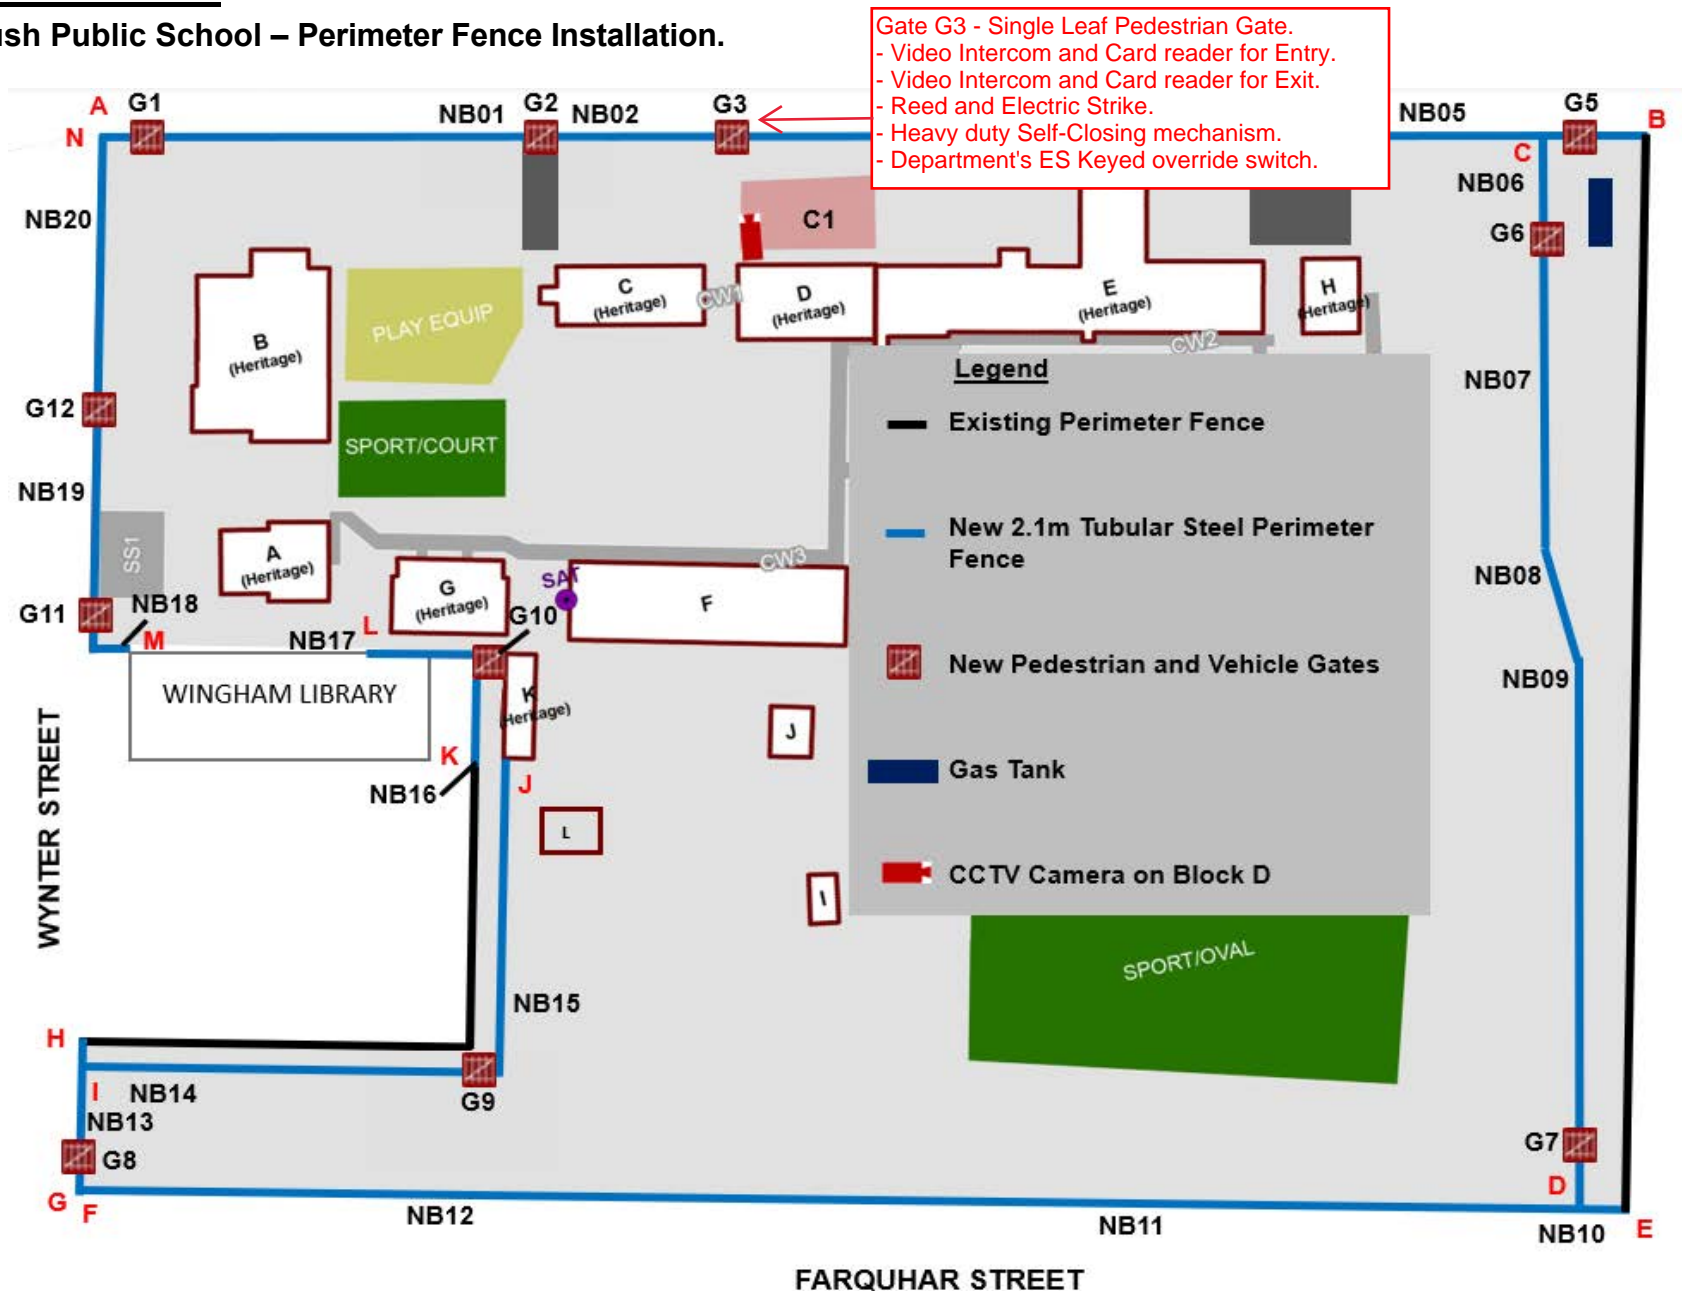 ush Public School – Perimeter Fence Installation.
Gate G3 - Single Leaf Pedestrian Gate.
- Video Intercom and Card reader for Entry.
- Video Intercom and Card reader for Exit.
- Reed and Electric Strike.
- Heavy duty Self-Closing mechanism.
- Department's ES Keyed override switch.
A
G1
NB01
G2
NB02
G3
NB05
G5
B
N
C
NB06
NB20
C1
G6
C
(Heritage)
CW1
D
(Heritage)
E
(Heritage)
H
(Heritage)
PLAY EQUIP
B
(Heritage)
CW2
Legend
NB07
G12
Existing Perimeter Fence
SPORT/COURT
NB19
New 2.1m Tubular Steel Perimeter
Fence
SS1
A
(Heritage)
CW3
SAT
G
(Heritage)
F
NB08
G11
NB18
M
NB17
L
G10
New Pedestrian and Vehicle Gates
NB09
WINGHAM LIBRARY
K
(Heritage)
J
K
J
NB16
Gas Tank
L
CCTV Camera on Block D
I
WYNTER STREET
SPORT/OVAL
NB15
H
I
NB14
G9
NB13
G8
G7
D
G
F
NB12
NB11
NB10
E
FARQUHAR STREET